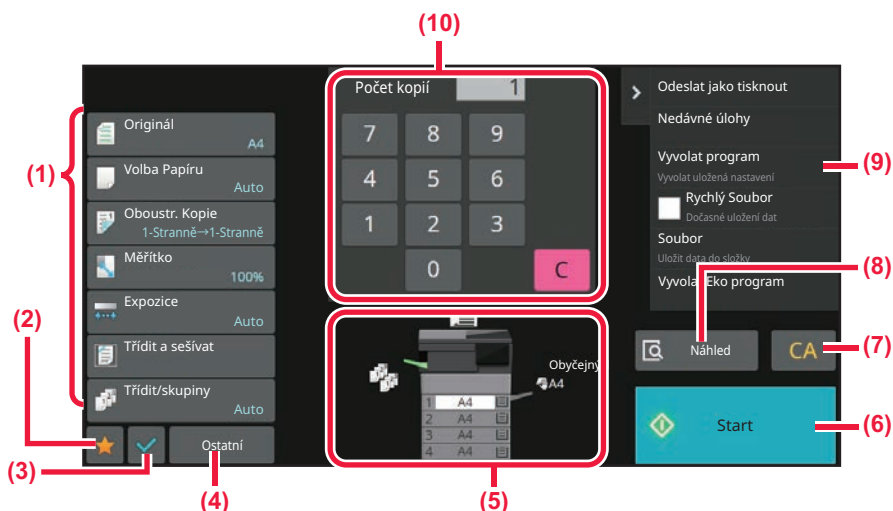 (10)
(1)
Originál
A4
Volba Papíru
Auto
Oboustr. Kopie
1-Stranně→1-Stranně
Měřítko
100%
Expozice
Auto
Třídit a sešívat
Třídit/skupiny
Auto
(2)
(3)
Ostatní
(4)
Počet kopií 1
7 8 9
4 5 6
1 2 3
0 C
Obyčejný
A4
1 A4
2 A4
3 A4
4 A4
(5)
Odeslat jako tisknout
Nedávné úlohy
Vyvolat program
Vyvolat uložená nastavení
Rychlý Soubor
Dočasné uložení dat
Soubor
Uložit data do složky
Eko program
(9)
(8)
Náhled
CA
(7)
Start
(6)